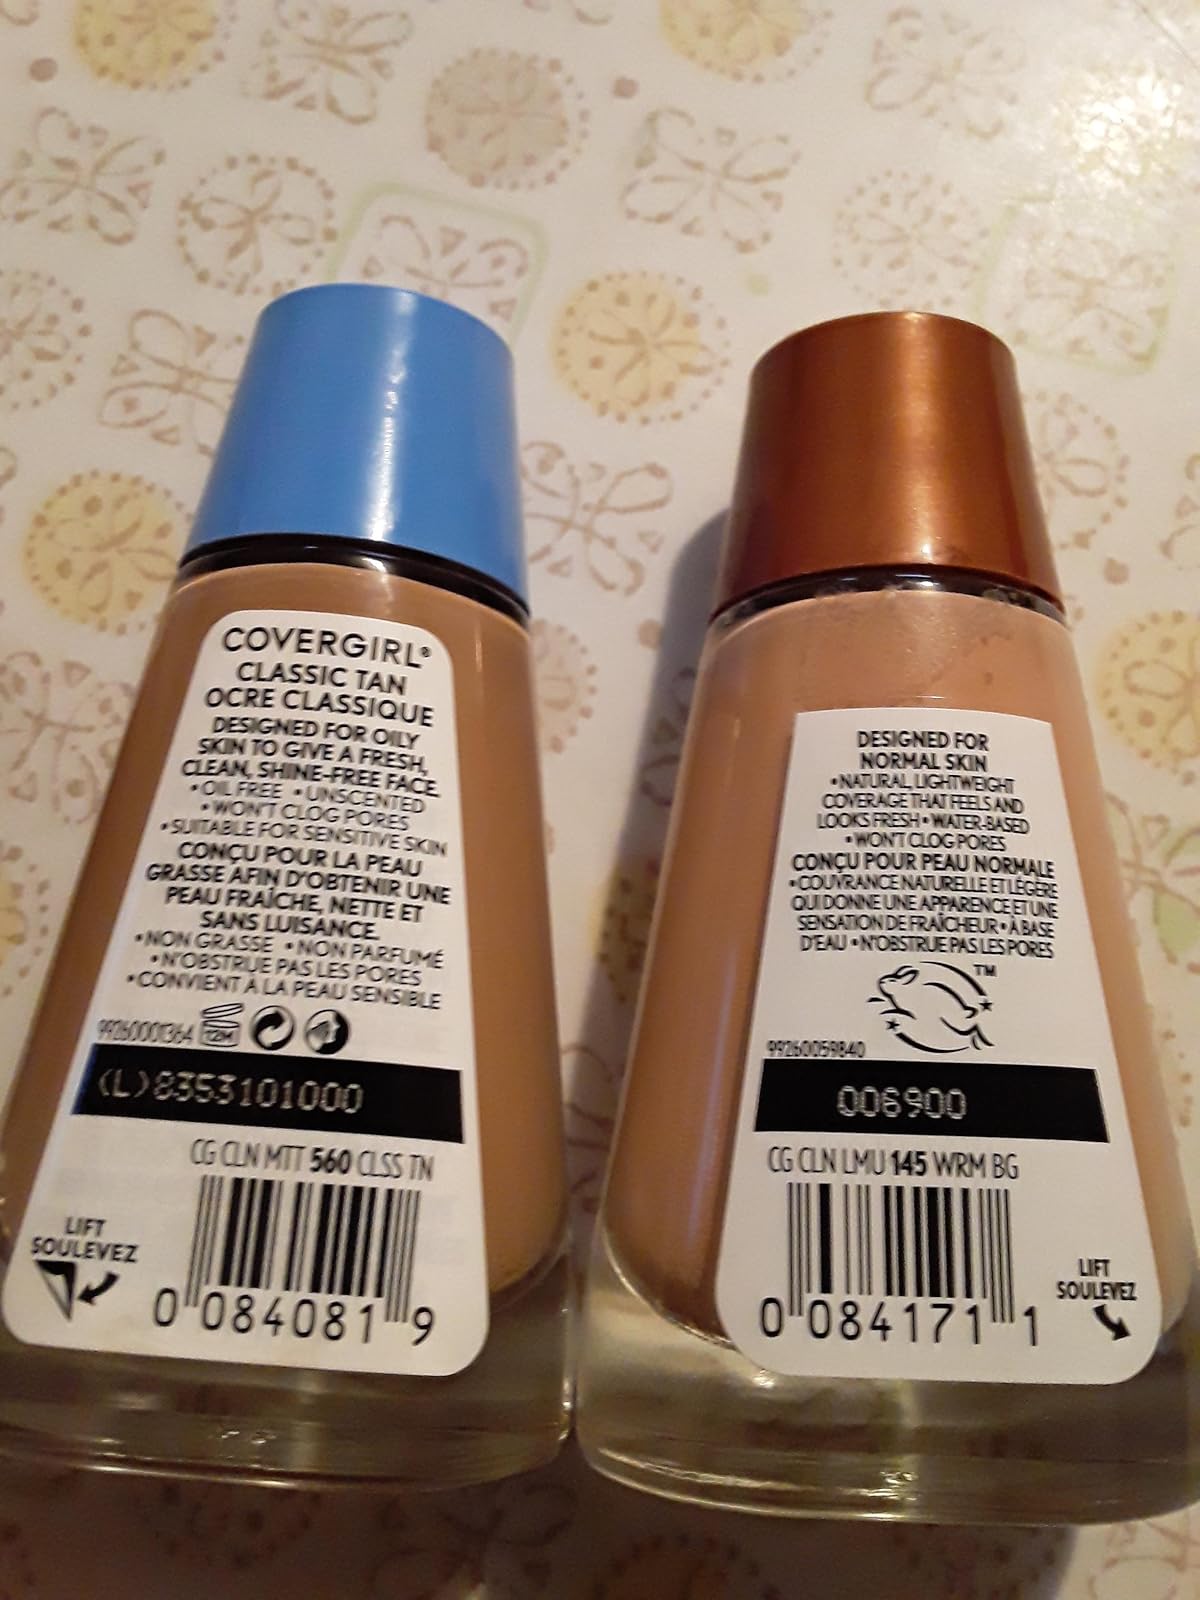 COVERGIRL®
CLASSIC TAN
OCRE CLASSIQUE
DESIGNED FOR OILY
SKIN TO GIVE A FRESH,
CLEAN, SHINE-FREE FACE.
•OIL FREE •UNSCENTED
•WON'T CLOG PORES
•SUITABLE FOR SENSITIVE SKIN
CONÇU POUR LA PEAU
GRASSE AFIN D'OBTENIR UNE
PEAU FRAÎCHE, NETTE ET
SANS LUISANCE.
•NON GRASSE •NON PARFUMÉ
•N'OBSTRUE PAS LES PORES
•CONVIENT À LA PEAU SENSIBLE
99260001364 12M
(L)8353101000
CG CLN MTT 560 CLSS TN
LIFT
SOULEVEZ
0 084081 9
DESIGNED FOR
NORMAL SKIN
•NATURAL, LIGHTWEIGHT
COVERAGE THAT FEELS AND
LOOKS FRESH •WATER-BASED
•WON'T CLOG PORES
CONÇU POUR PEAU NORMALE
•COUVRANCE NATURELLE ET LÉGÈRE
QUI DONNE UNE APPARENCE ET UNE
SENSATION DE FRAÎCHEUR •À BASE
D'EAU •N'OBSTRUE PAS LES PORES
TM
99260059840
006900
CG CLN LMU 145 WRM BG
LIFT
SOULEVEZ
0 084171 1